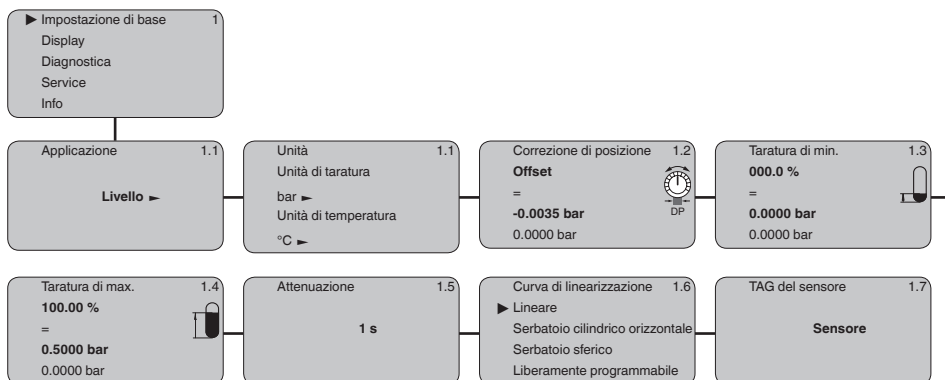 ▶ Impostazione di base 1
Display
Diagnostica
Service
Info
Applicazione 1.1
Livello ►
Unità 1.1
Unità di taratura
bar ►
Unità di temperatura
°C ►
Correzione di posizione 1.2
Offset
=
-0.0035 bar
0.0000 bar
DP
Taratura di min. 1.3
000.0 %
=
0.0000 bar
0.0000 bar
Taratura di max. 1.4
100.00 %
=
0.5000 bar
0.0000 bar
Attenuazione 1.5
1 s
Curva di linearizzazione 1.6
▶ Lineare
Serbatoio cilindrico orizzontale
Serbatoio sferico
Liberamente programmabile
TAG del sensore 1.7
Sensore